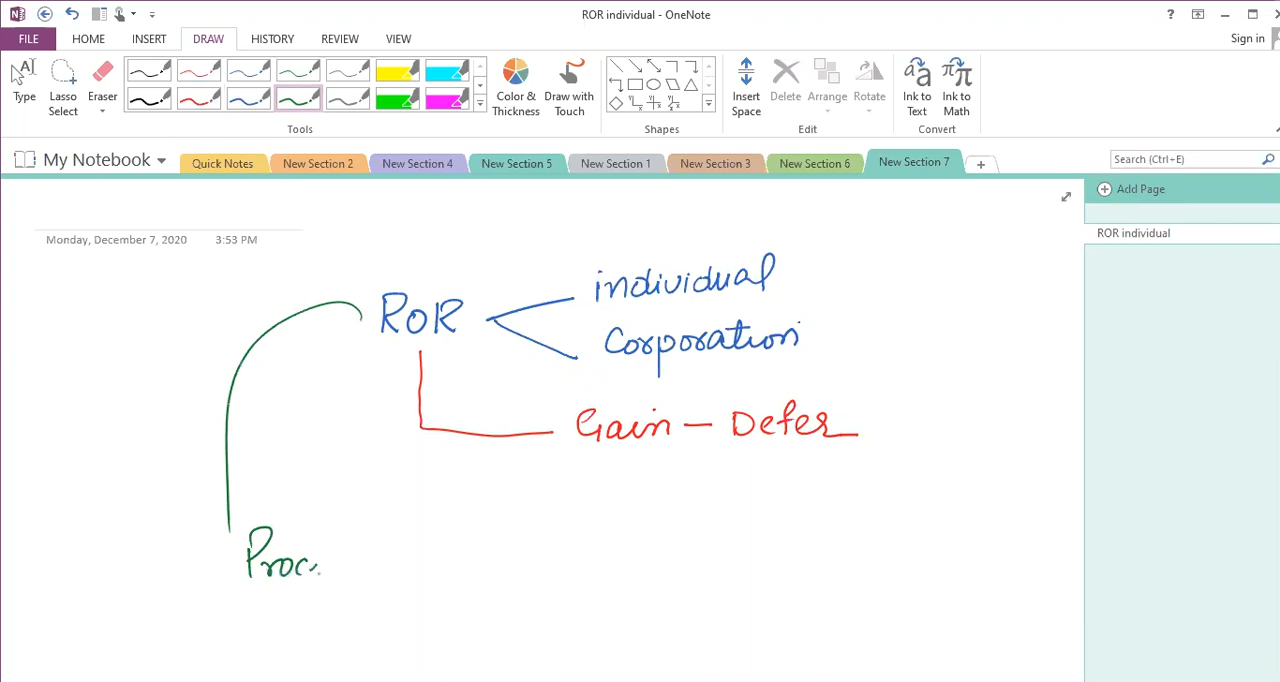 ROR individual - OneNote
?
FILE HOME INSERT DRAW HISTORY REVIEW VIEW
Sign in
Type
Lasso Select
Eraser
Color & Thickness
Draw with Touch
Insert Space
Delete
Arrange
Rotate
Ink to Text
Ink to Math
Tools Shapes Edit Convert
My Notebook Quick Notes New Section 2 New Section 4 New Section 5 New Section 1 New Section 3 New Section 6 New Section 7 +
Search (Ctrl+E)
Add Page
ROR individual
Monday, December 7, 2020 3:53 PM
individual
ROR
Corporation
Gain - Defer
Proc